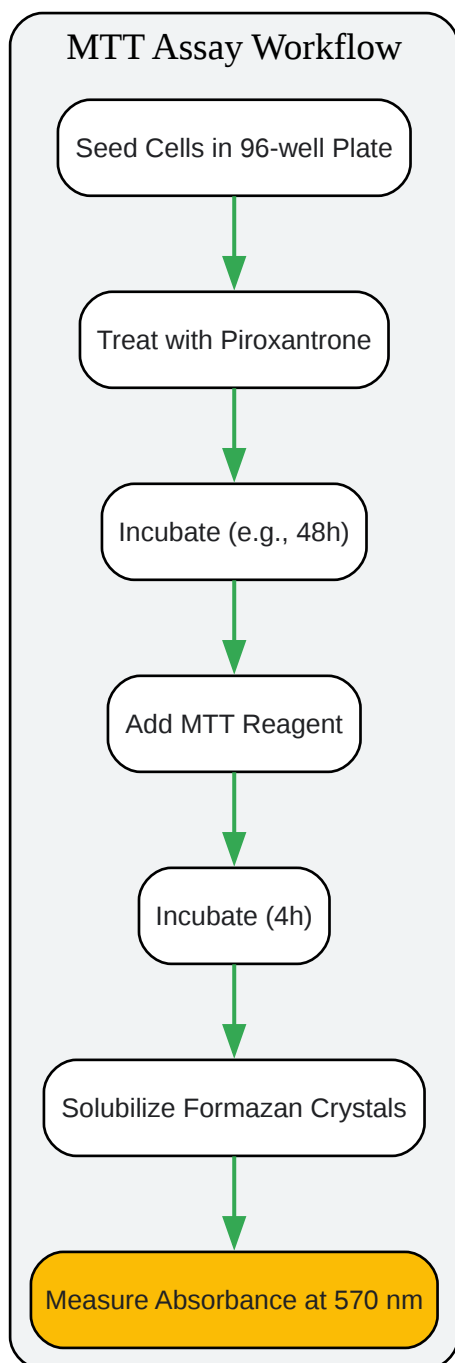 MTT Assay Workflow
Seed Cells in 96-well Plate
Treat with Piroxantrone
Incubate (e.g., 48h)
Add MTT Reagent
Incubate (4h)
Solubilize Formazan Crystals
Measure Absorbance at 570 nm